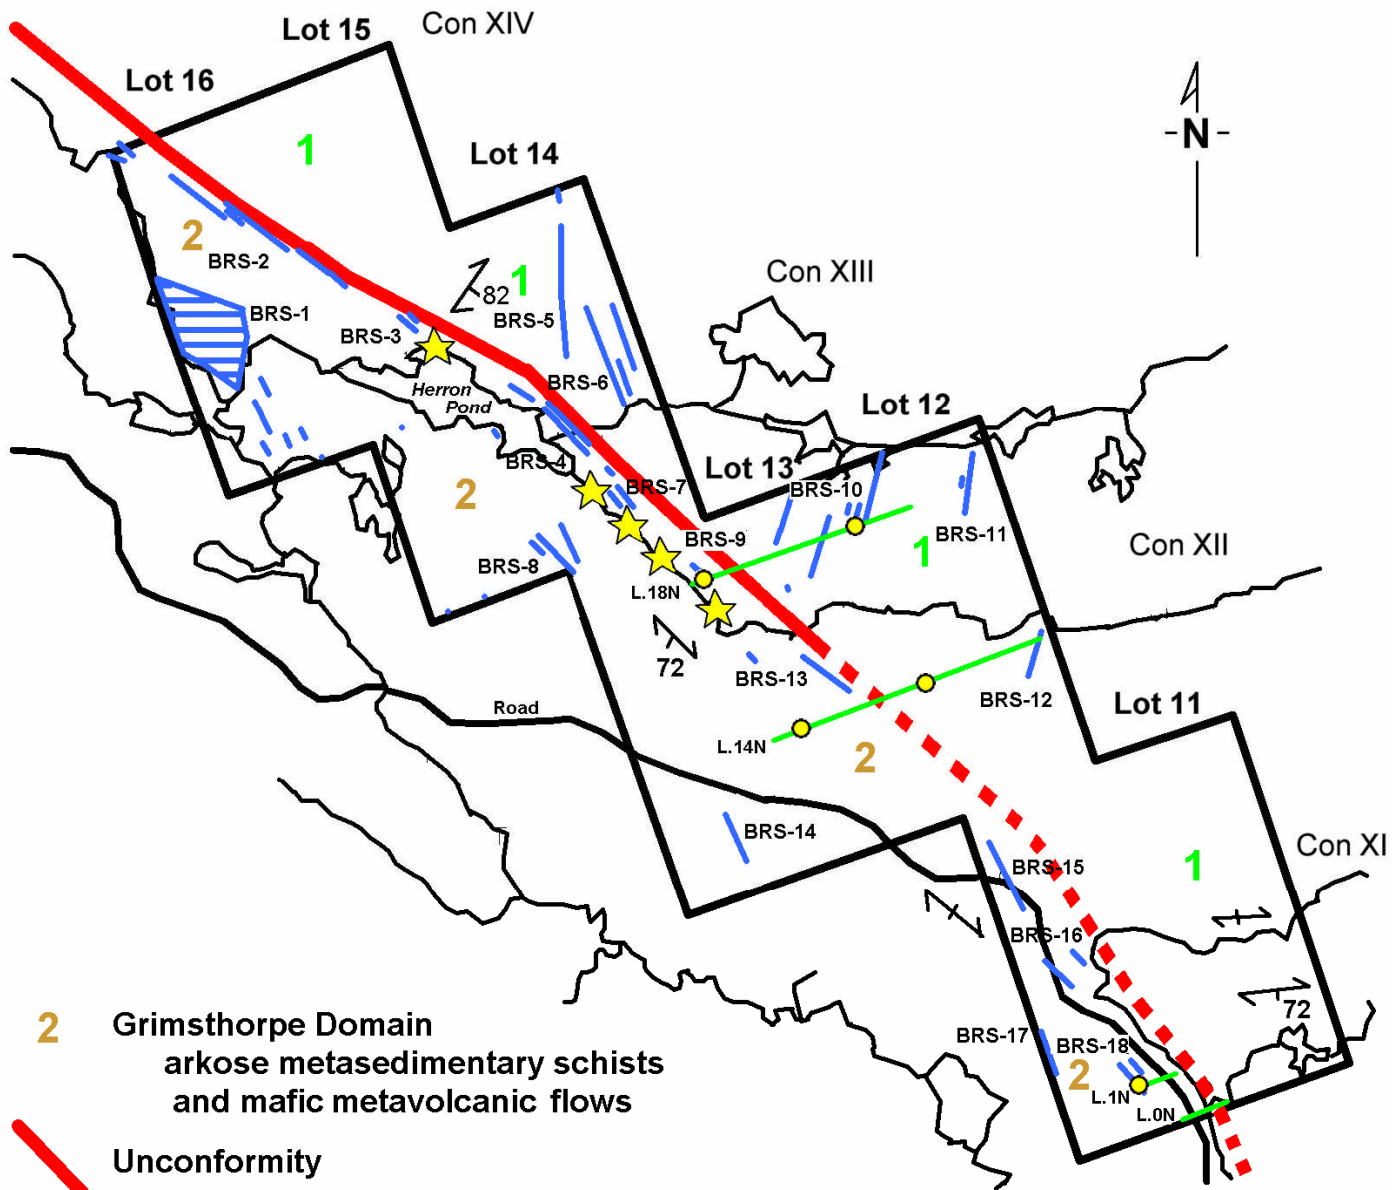 Lot 15
Con XIV
Lot 16
1
Lot 14
N
2
BRS-2
Con XIII
1
82
BRS-1
BRS-5
BRS-3
BRS-6
Herron
Pond
Lot 12
BRS-4
Lot 13
BRS-7
BRS-10
2
BRS-11
BRS-9
1
Con XII
BRS-8
L.18N
72
BRS-13
BRS-12
Road
Lot 11
L.14N
2
BRS-14
Con XI
BRS-15
1
BRS-16
72
BRS-17
BRS-18
2
L.1N
L.0N
2 Grimsthorpe Domain
arkose metasedimentary schists
and mafic metavolcanic flows
Unconformity